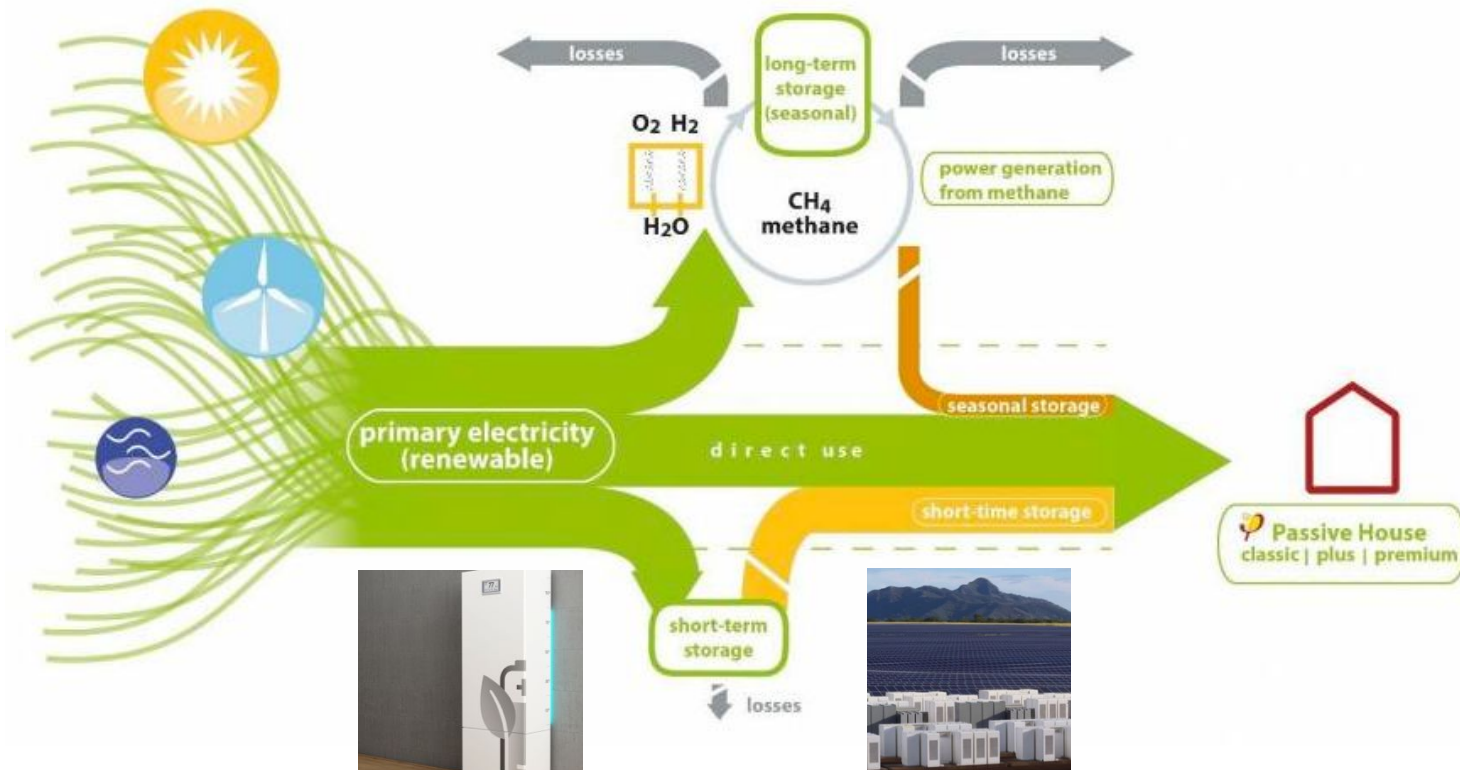 losses
long-term
storage
(seasonal)
losses
O2 H2
H2O
CH4
methane
power generation
from methane
primary electricity
(renewable)
direct use
seasonal storage
short-time storage
short-term
storage
losses
Passive House
classic | plus | premium